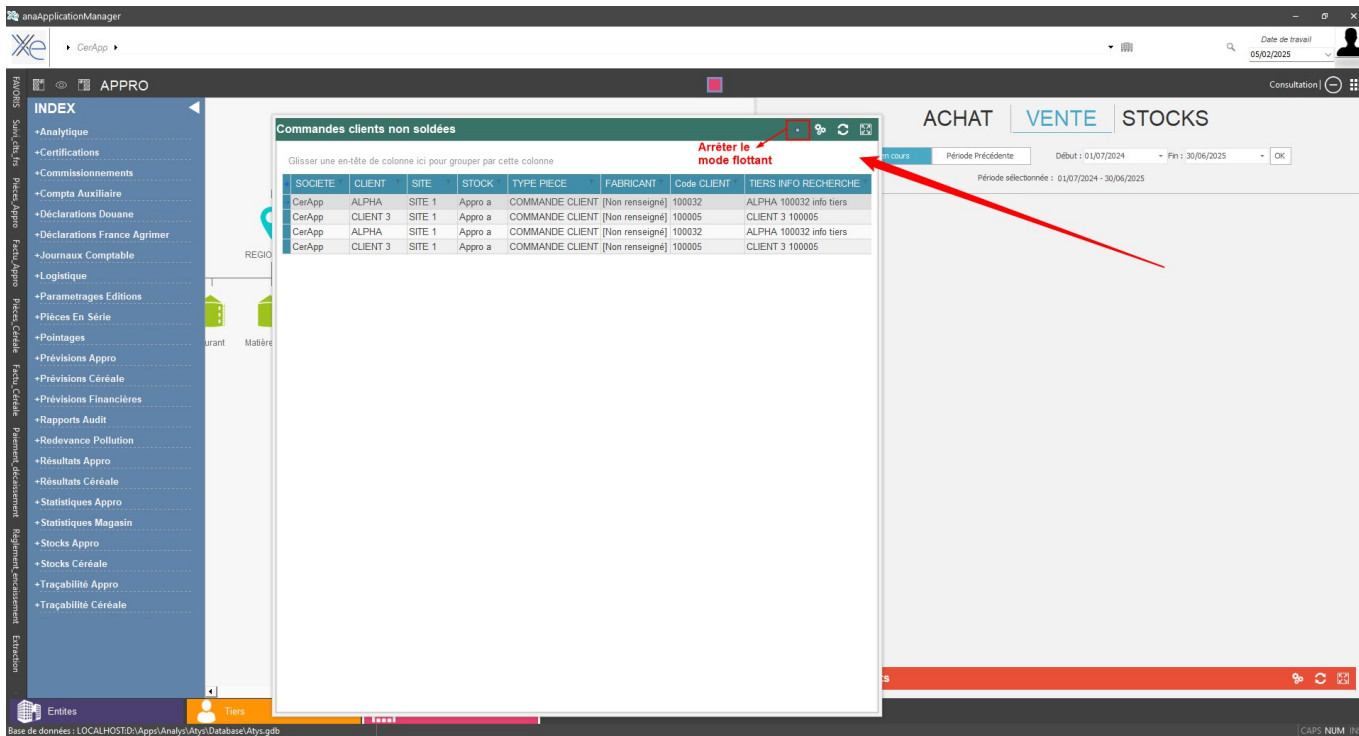 anaApplicationManager
CerApp
Date de travail
05/02/2025
APPRO
Consultation
FAVORIS
Suivi_clts_frs
Pièces_Appro
Factu_Appro
Pièces_Céréale
Factu_Céréale
Paiement_décaissement
Règlement_encaissement
Extraction
INDEX
+Analytique
+Certifications
+Commissionnements
+Compta Auxiliaire
+Déclarations Douane
+Déclarations France Agrimer
+Journaux Comptable
+Logistique
+Parametrages Editions
+Pièces En Série
+Pointages
+Prévisions Appro
+Prévisions Céréale
+Prévisions Financières
+Rapports Audit
+Redevance Pollution
+Résultats Appro
+Résultats Céréale
+Statistiques Appro
+Statistiques Magasin
+Stocks Appro
+Stocks Céréale
+Traçabilité Appro
+Traçabilité Céréale
REGIO
urant Matière
Commandes clients non soldées
Arrêter le
mode flottant
Glisser une en-tête de colonne ici pour grouper par cette colonne
SOCIETE CLIENT SITE STOCK TYPE PIECE FABRICANT Code CLIENT TIERS INFO RECHERCHE
CerApp ALPHA SITE 1 Appro a COMMANDE CLIENT [Non renseigné] 100032 ALPHA 100032 info tiers
CerApp CLIENT 3 SITE 1 Appro a COMMANDE CLIENT [Non renseigné] 100005 CLIENT 3 100005
CerApp ALPHA SITE 1 Appro a COMMANDE CLIENT [Non renseigné] 100032 ALPHA 100032 info tiers
CerApp CLIENT 3 SITE 1 Appro a COMMANDE CLIENT [Non renseigné] 100005 CLIENT 3 100005
ACHAT VENTE STOCKS
en cours Période Précédente Début : 01/07/2024 Fin : 30/06/2025 OK
Période sélectionnée : 01/07/2024 - 30/06/2025
ts
Entites
Tiers
Base de données : LOCALHOST:D:\Apps\Analys\Atys\Database\Atys.gdb
CAPS NUM IN